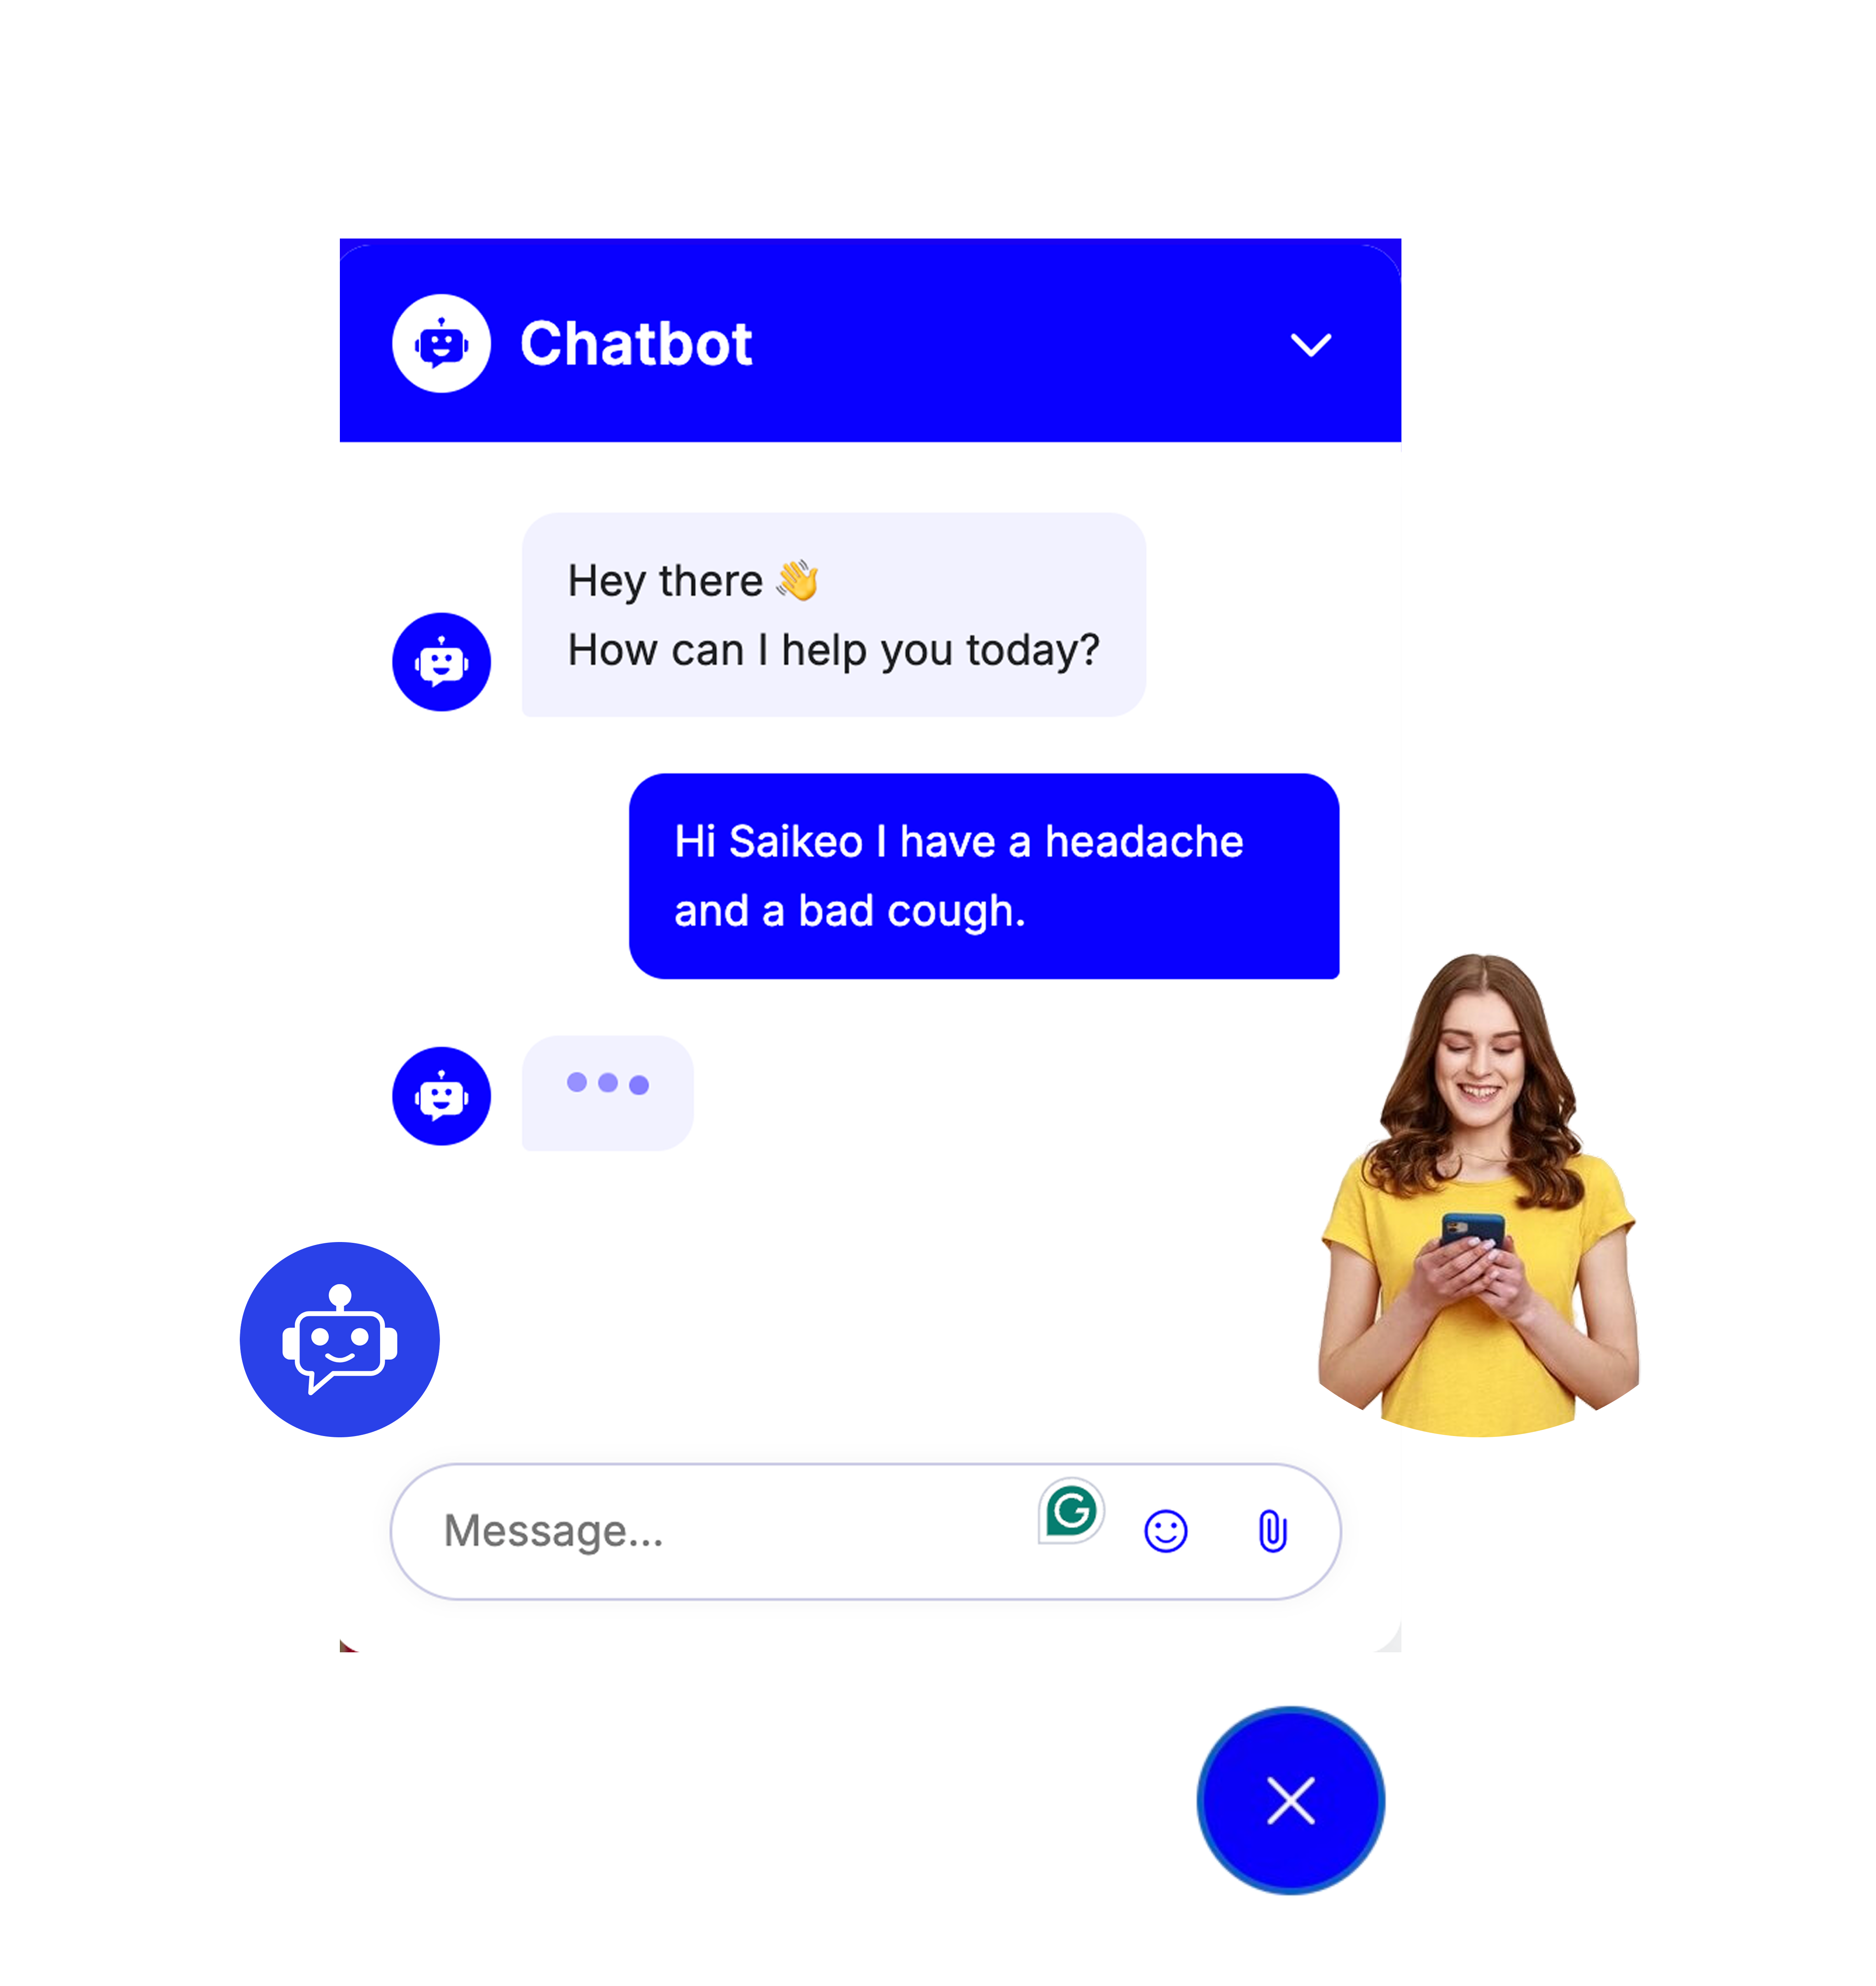 Chatbot
Hey there 👋
How can I help you today?
Hi Saikeo I have a headache
and a bad cough.
Message...